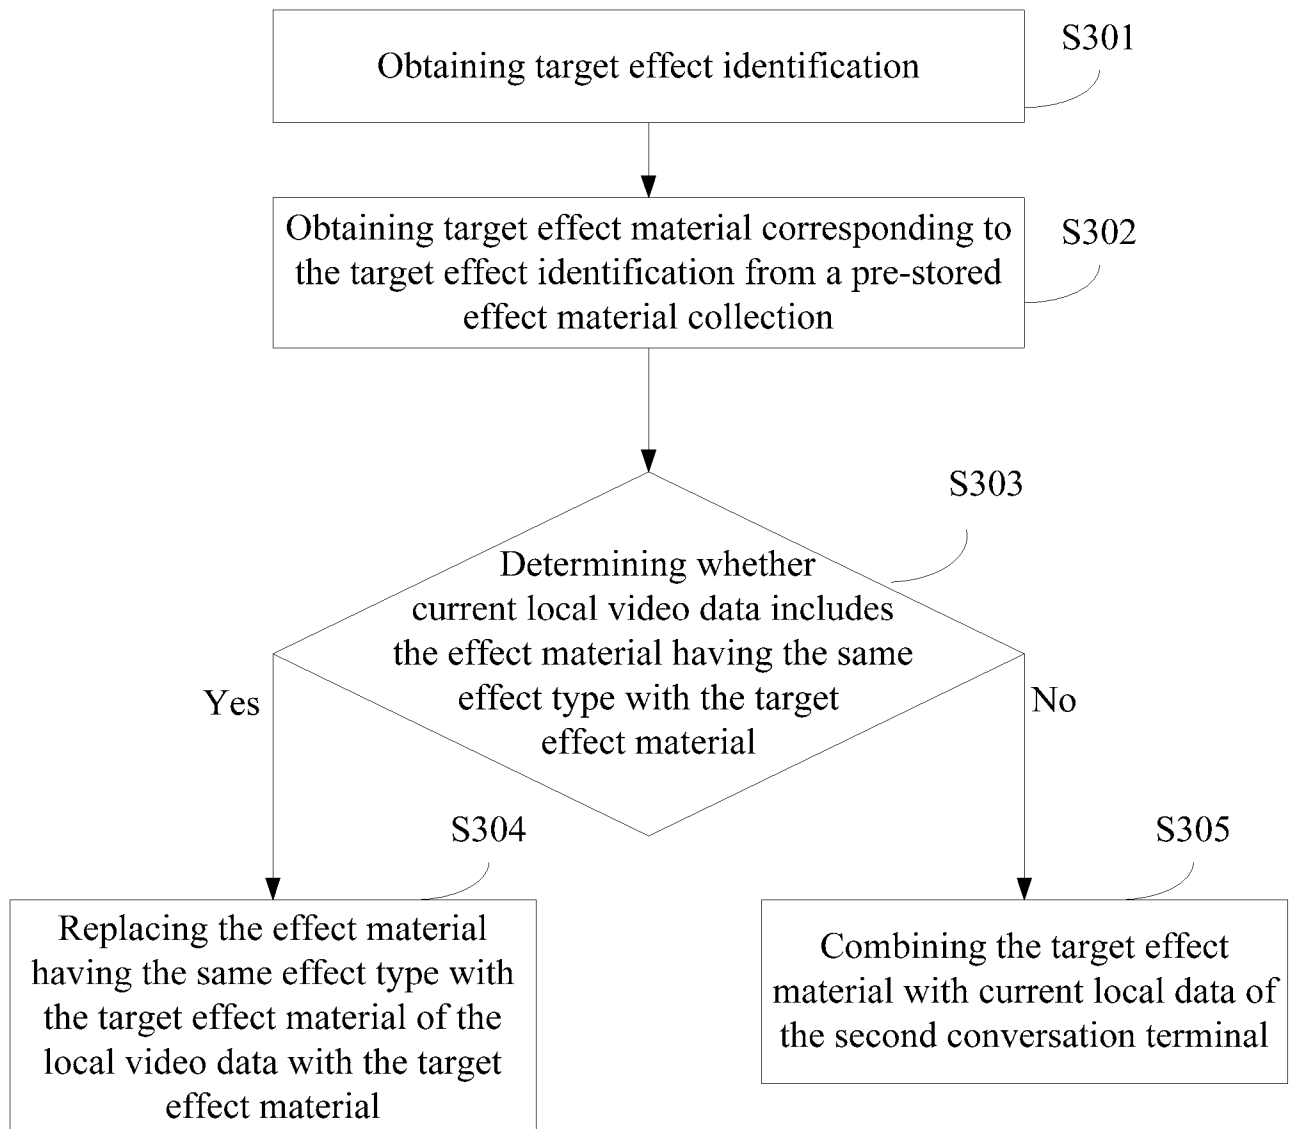 Obtaining target effect identification
S301
Obtaining target effect material corresponding to
the target effect identification from a pre-stored
effect material collection
S302
S303
Determining whether
current local video data includes
the effect material having the same
effect type with the target
effect material
Yes
No
S304
Replacing the effect material
having the same effect type with
the target effect material of the
local video data with the target
effect material
S305
Combining the target effect
material with current local data of
the second conversation terminal